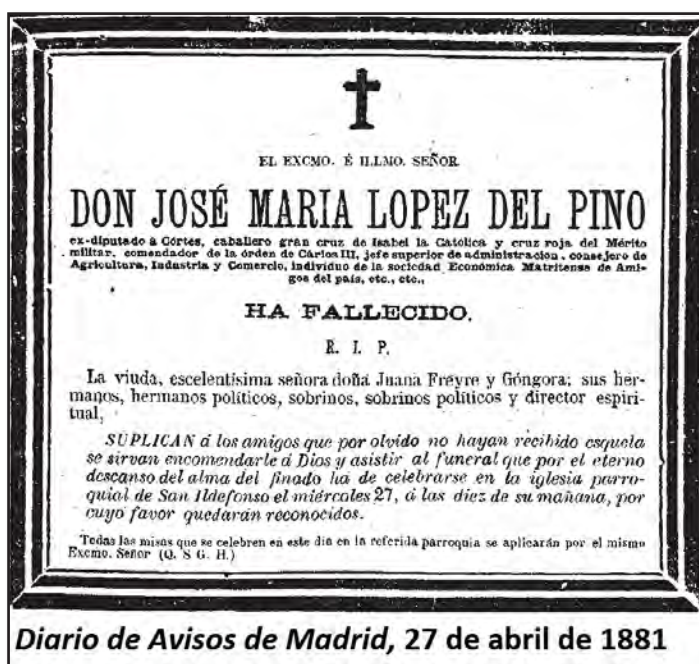 EL EXCMO. É ILLMO. SEÑOR
DON JOSÉ MARIA LOPEZ DEL PINO
ex-diputado á Córtes, caballero gran cruz de Isabel la Católica y cruz roja del Mérito
militar, comendador de la órden de Cárlos III, jefe superior de administracion, consejero de
Agricultura, Industria y Comercio, individuo de la sociedad Económica Matritense de Ami-
gos del país, etc., etc.,
HA FALLECIDO.
R. I. P.
La viuda, escelentísima señora doña Juana Freyre y Góngora; sus her-
manos, hermanos políticos, sobrinos, sobrinos políticos y director espiri-
tual,
SUPLICAN á los amigos que por olvido no hayan recibido esquela
se sirvan encomendarle á Dios y asistir al funeral que por el eterno
descanso del alma del finado há de celebrarse en la iglesia parro-
quial de San Ildefonso el miércoles 27, á las diez de su mañana, por
cuyo favor quedarán reconocidos.
Todas las misas que se celebren en este dia en la referida parroquia se aplicarán por el mismo
Excmo. Señor (Q. S G. H.)
Diario de Avisos de Madrid, 27 de abril de 1881